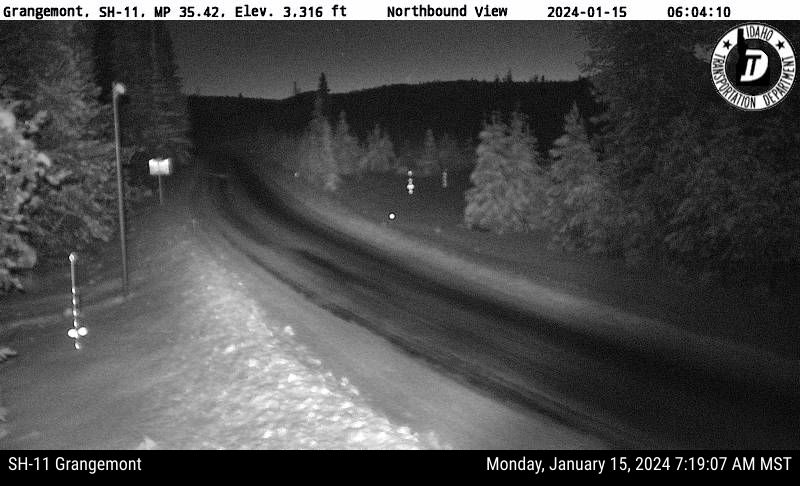 Grangemont, SH-11, MP 35.42, Elev. 3,316 ft Northbound View 2024-01-15 06:04:10
IDAHO
TRANSPORTATION DEPARTMENT
SH-11 Grangemont Monday, January 15, 2024 7:19:07 AM MST